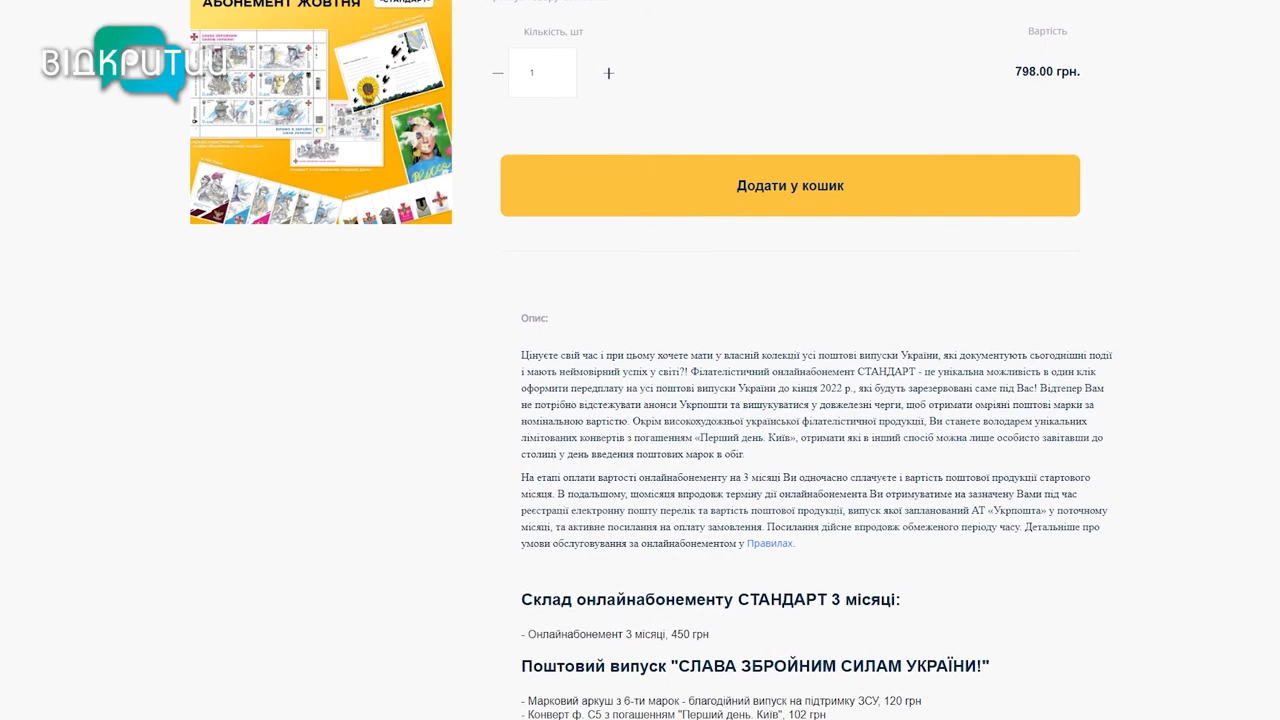 АБОНЕМЕНТ ЖОВТНЯ
"СТАНДАРТ"
ВІДКРИТИЙ
Кількість, шт
Вартість
1
798.00 грн.
Додати у кошик
Опис:
Цінуєте свій час і при цьому хочете мати у власній колекції усі поштові випуски України, які документують сьогоднішні події
і мають неймовірний успіх у світі?! Філателістичний онлайнабонемент СТАНДАРТ - це унікальна можливість в один клік
оформити передплату на усі поштові випуски України до кінця 2022 р., які будуть зарезервовані саме під Вас! Відтепер Вам
не потрібно відстежувати анонси Укрпошти та вишукуватися у довжелезні черги, щоб отримати омріяні поштові марки за
номінальною вартістю. Окрім високохудожньої української філателістичної продукції, Ви станете володарем унікальних
лімітованих конвертів з погашенням «Перший день. Київ», отримати які в інший спосіб можна лише особисто завітавши до
столиці у день введення поштових марок в обіг.
На етапі оплати вартості онлайнабонементу на 3 місяці Ви одночасно сплачуєте і вартість поштової продукції стартового
місяця. В подальшому, щомісяця впродовж терміну дії онлайнабонемента Ви отримуватиме на зазначену Вами під час
реєстрації електронну пошту перелік та вартість поштової продукції, випуск якої запланований АТ «Укрпошта» у поточному
місяці, та активне посилання на оплату замовлення. Посилання дійсне впродовж обмеженого періоду часу. Детальніше про
умови обслуговування за онлайнабонементом у Правилах.
Склад онлайнабонементу СТАНДАРТ 3 місяці:
- Онлайнабонемент 3 місяці, 450 грн
Поштовий випуск "СЛАВА ЗБРОЙНИМ СИЛАМ УКРАЇНИ!"
- Марковий аркуш з 6-ти марок - благодійний випуск на підтримку ЗСУ, 120 грн
- Конверт ф. С5 з погашенням "Перший день. Київ", 102 грн